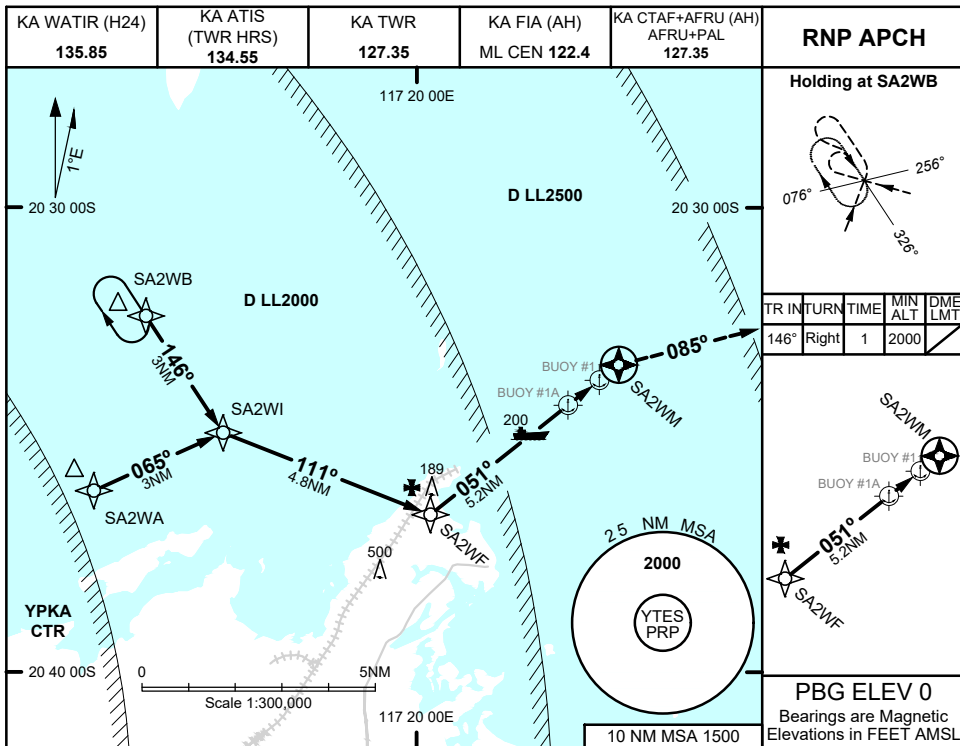 KA WATIR (H24)
135.85
KA ATIS
(TWR HRS)
134.55
KA TWR
127.35
KA FIA (AH)
ML CEN 122.4
KA CTAF+AFRU (AH)
AFRU+PAL
127.35
RNP APCH
117 20 00E
1°E
20 30 00S
D LL2500
20 30 00S
SA2WB
D LL2000
146°
3NM
085°
BUOY #1
BUOY #1A
SA2WM
SA2WI
200
065°
3NM
111°
4.8NM
189
051°
5.2NM
SA2WA
SA2WF
500
25 NM MSA
2000
YTES
PRP
YPKA
CTR
20 40 00S
0
5NM
Scale 1:300,000
117 20 00E
10 NM MSA 1500
Holding at SA2WB
256°
076°
326°
TR IN TURN TIME MIN ALT DME LMT
146° Right 1 2000
SA2WM
BUOY #1
BUOY #1A
051°
5.2NM
SA2WF
PBG ELEV 0
Bearings are Magnetic
Elevations in FEET AMSL